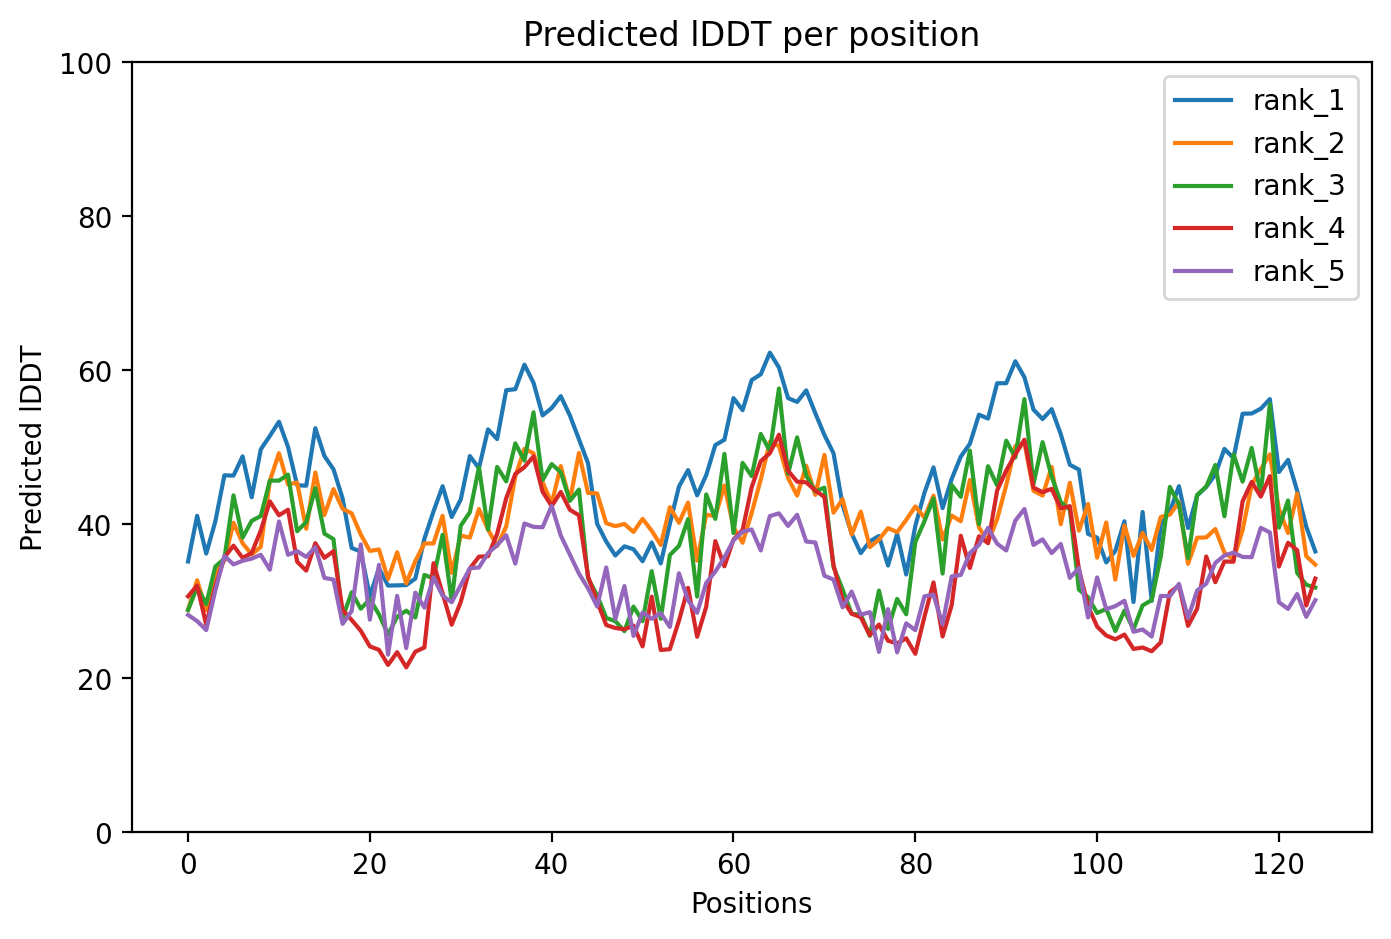 Predicted lDDT per position
100
80
60
40
20
0
Predicted lDDT
0 20 40 60 80 100 120
Positions
rank_1
rank_2
rank_3
rank_4
rank_5